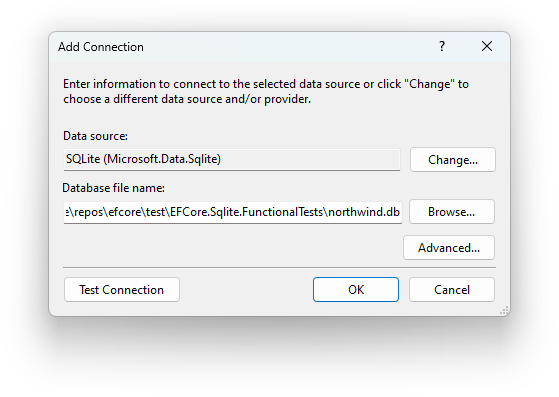 Add Connection
?
Enter information to connect to the selected data source or click "Change" to
choose a different data source and/or provider.
Data source:
SQLite (Microsoft.Data.Sqlite)
Change...
Database file name:
e\repos\efcore\test\EFCore.Sqlite.FunctionalTests\northwind.db
Browse...
Advanced...
Test Connection
OK
Cancel